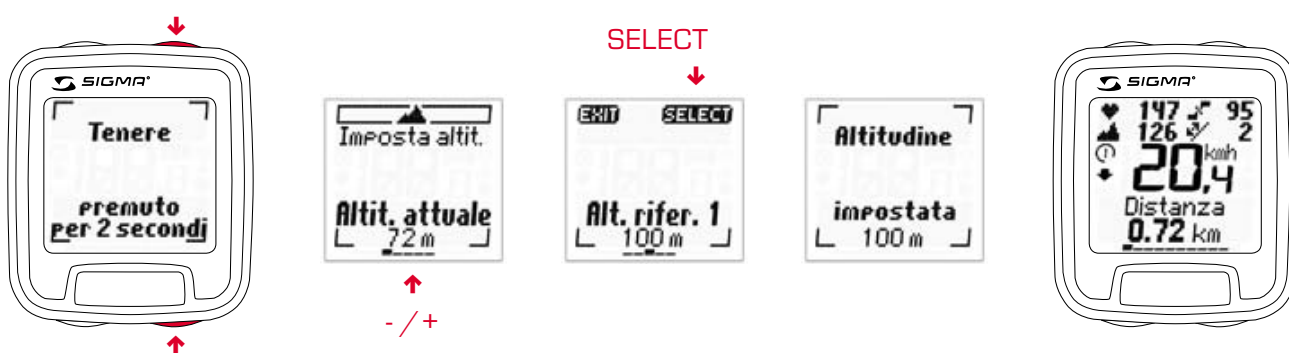 SIGMA
Tenere
premuto
per 2 secondi
Imposta altit.
Altit. attuale
72 m
- / +
SELECT
EXIT SELECT
Alt. rifer. 1
100 m
Altitudine
impostata
100 m
SIGMA
147 95
126 2
20,4 kmh
Distanza
0.72 km